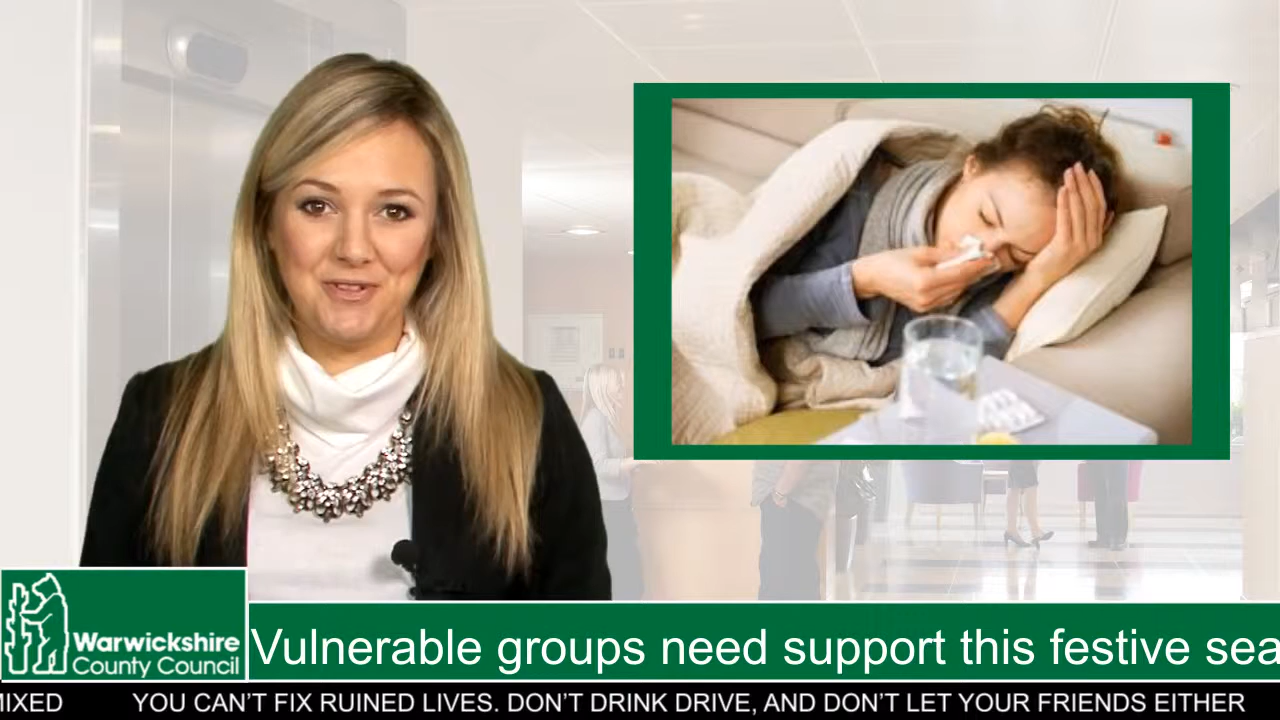 Warwickshire
County Council
Vulnerable groups need support this festive sea
MIXED YOU CAN'T FIX RUINED LIVES. DON'T DRINK DRIVE, AND DON'T LET YOUR FRIENDS EITHER